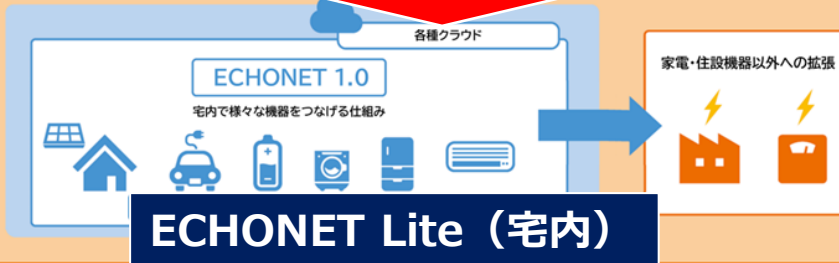 各種クラウド
ECHONET 1.0
宅内で様々な機器をつなげる仕組み
家電・住設機器以外への拡張
ECHONET Lite（宅内）